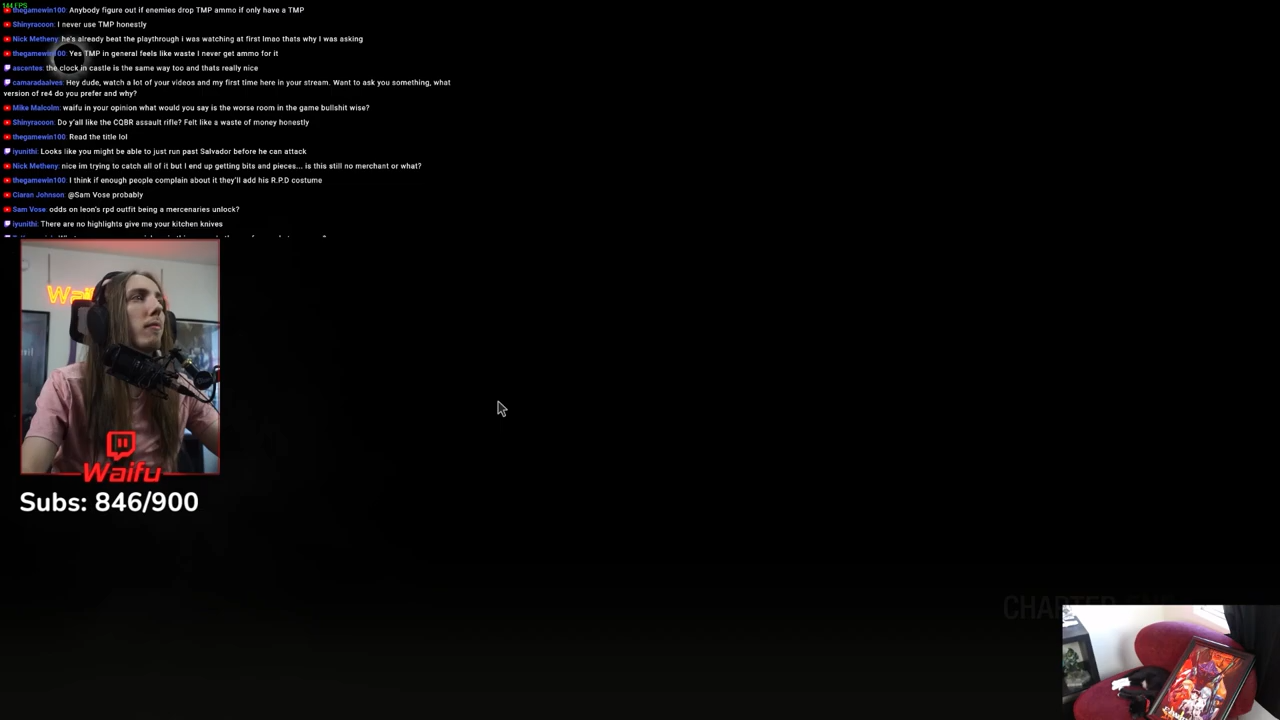 144 FPS
thegamewin100: Anybody figure out if enemies drop TMP ammo if only have a TMP
Shinyracoon: I never use TMP honestly
Nick Metheny: he's already beat the playthrough i was watching at first lmao thats why I was asking
thegamewin100: Yes TMP in general feels like waste I never get ammo for it
ascentes: the clock in castle is the same way too and thats really nice
camaradaalves: Hey dude, watch a lot of your videos and my first time here in your stream. Want to ask you something, what
version of re4 do you prefer and why?
Mike Malcolm: waifu in your opinion what would you say is the worse room in the game bullshit wise?
Shinyracoon: Do y'all like the CQBR assault rifle? Felt like a waste of money honestly
thegamewin100: Read the title lol
iyunithi: Looks like you might be able to just run past Salvador before he can attack
Nick Metheny: nice im trying to catch all of it but I end up getting bits and pieces... is this still no merchant or what?
thegamewin100: I think if enough people complain about it they'll add his R.P.D costume
Ciaran Johnson: @Sam Vose probably
Sam Vose: odds on leon's rpd outfit being a mercenaries unlock?
iyunithi: There are no highlights give me your kitchen knives
Waifu
Subs: 846/900
CHAPTER